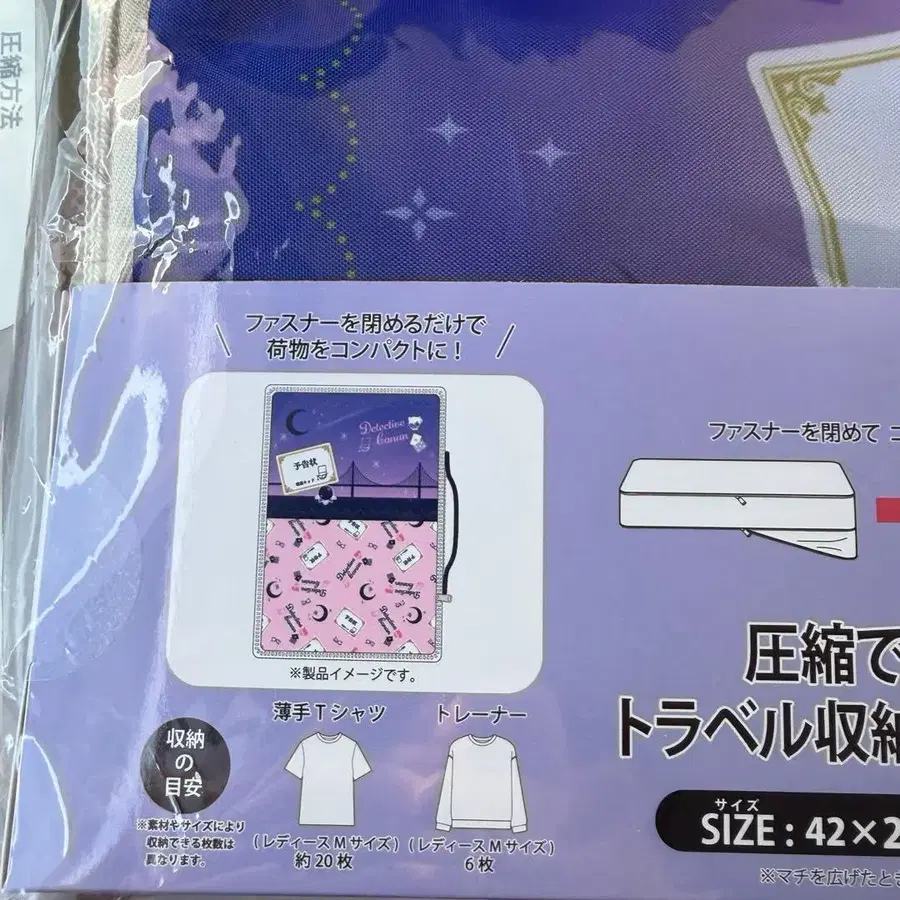 圧縮方法
ファスナーを閉めるだけで
荷物をコンパクトに！
Detective
Conan
予告状
※製品イメージです。
ファスナーを閉めて コ
圧縮で
トラベル収納
サイズ
SIZE : 42×2
※マチを広げたとき
収納
の
目安
※素材やサイズにより
収納できる枚数は
異なります。
薄手Tシャツ
(レディースMサイズ)
約20枚
トレーナー
(レディースMサイズ)
6枚